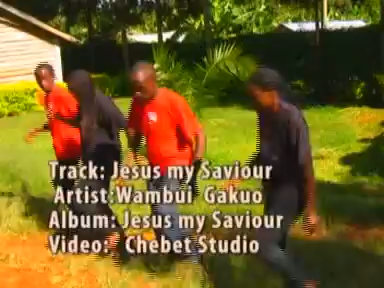 Track: Jesus my Saviour
Artist:Wambui Gakuo
Album: Jesus my Saviour
Video: Chebet Studio